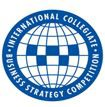 INTERNATIONAL COLLEGIATE
BUSINESS STRATEGY COMPETITION